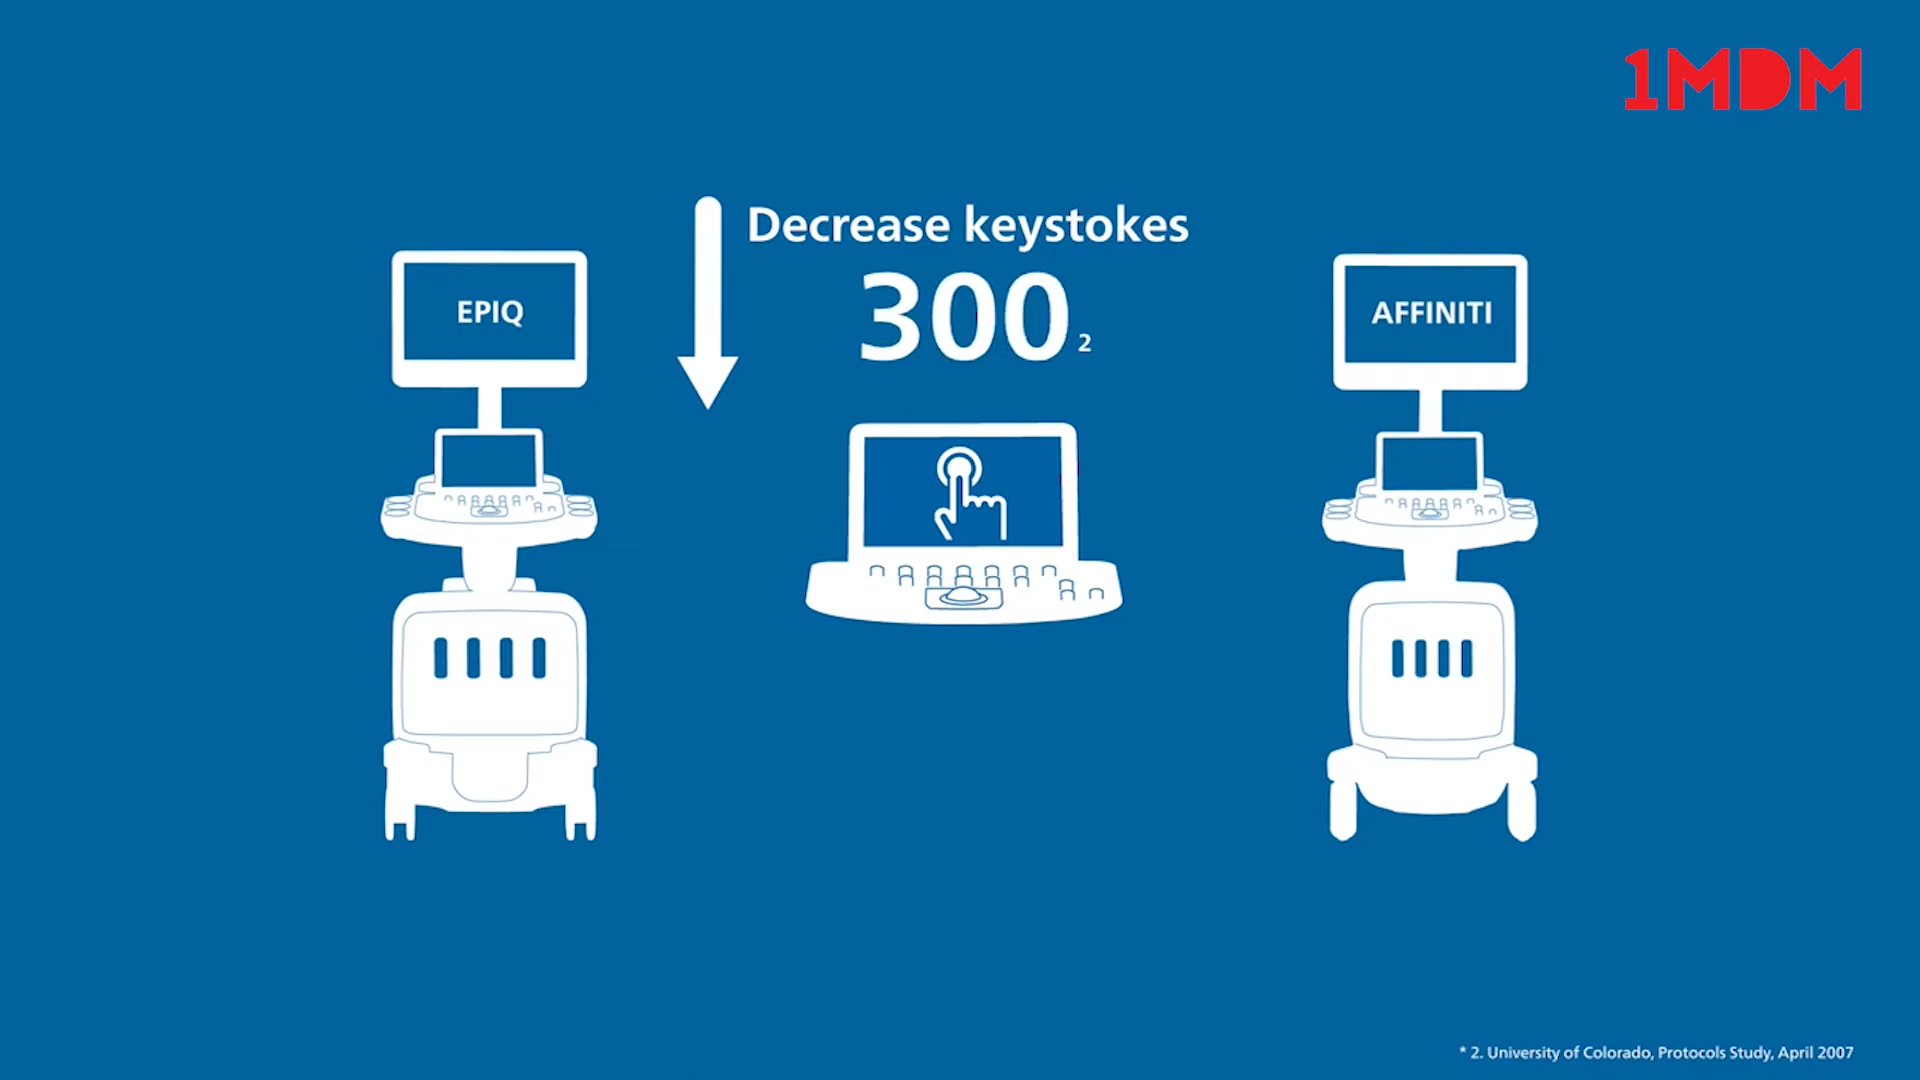 1MDM
Decrease keystokes
300 2
EPIQ
AFFINITI
* 2. University of Colorado, Protocols Study, April 2007